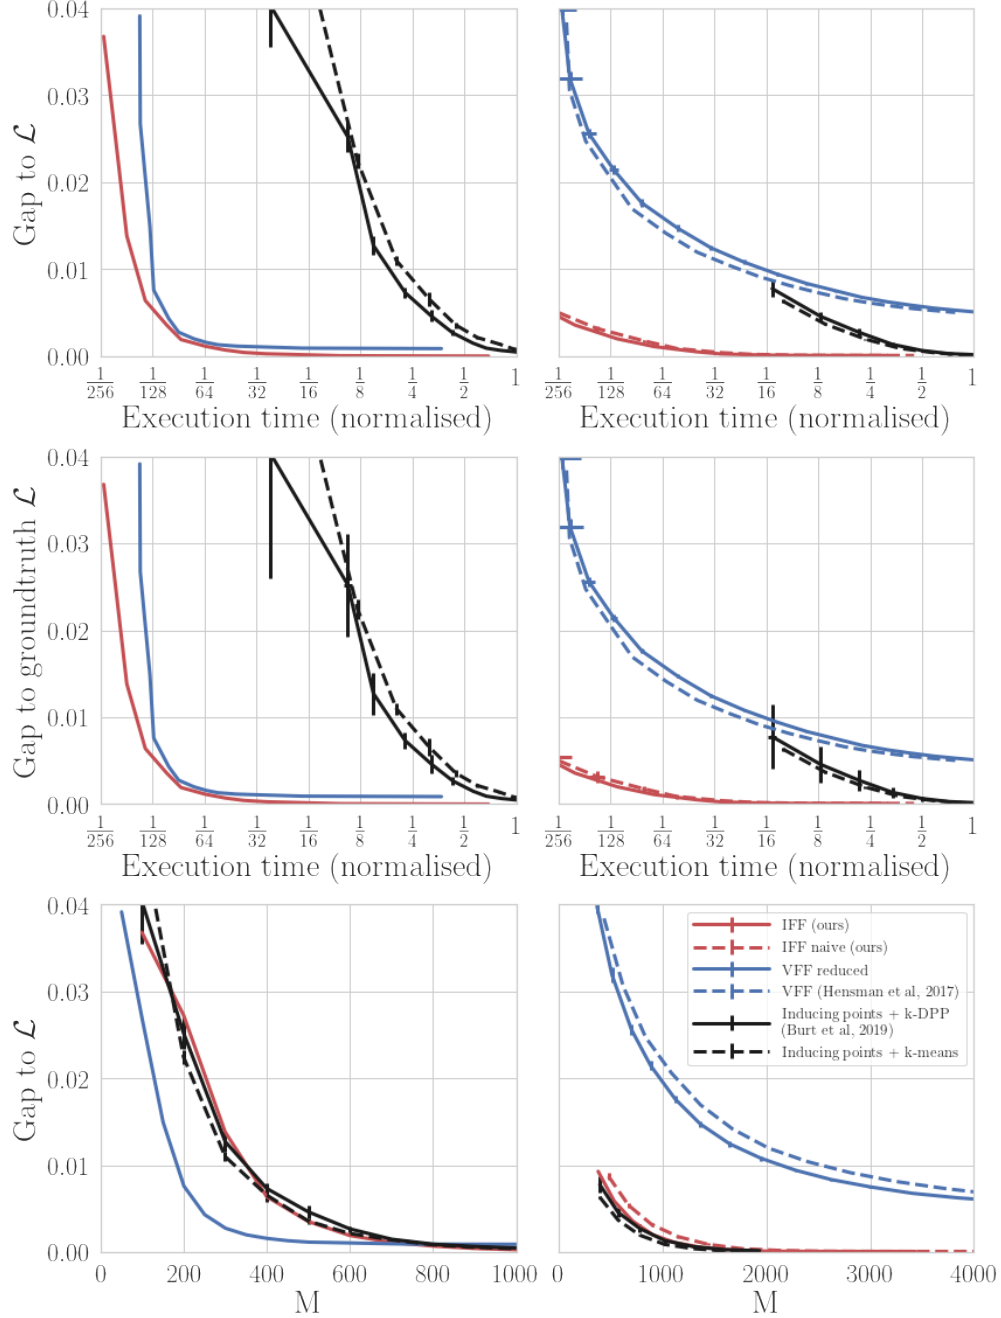 0.04
0.03
0.02
0.01
0.00
Gap to ℒ
1/256 1/128 1/64 1/32 1/16 1/8 1/4 1/2 1
Execution time (normalised)
1/256 1/128 1/64 1/32 1/16 1/8 1/4 1/2 1
Execution time (normalised)
0.04
0.03
0.02
0.01
0.00
Gap to groundtruth ℒ
1/256 1/128 1/64 1/32 1/16 1/8 1/4 1/2 1
Execution time (normalised)
1/256 1/128 1/64 1/32 1/16 1/8 1/4 1/2 1
Execution time (normalised)
0.04
0.03
0.02
0.01
0.00
Gap to ℒ
0 200 400 600 800 1000
M
IFF (ours)
IFF naive (ours)
VFF reduced
VFF (Hensman et al, 2017)
Inducing points + k-DPP
(Burt et al, 2019)
Inducing points + k-means
0 1000 2000 3000 4000
M